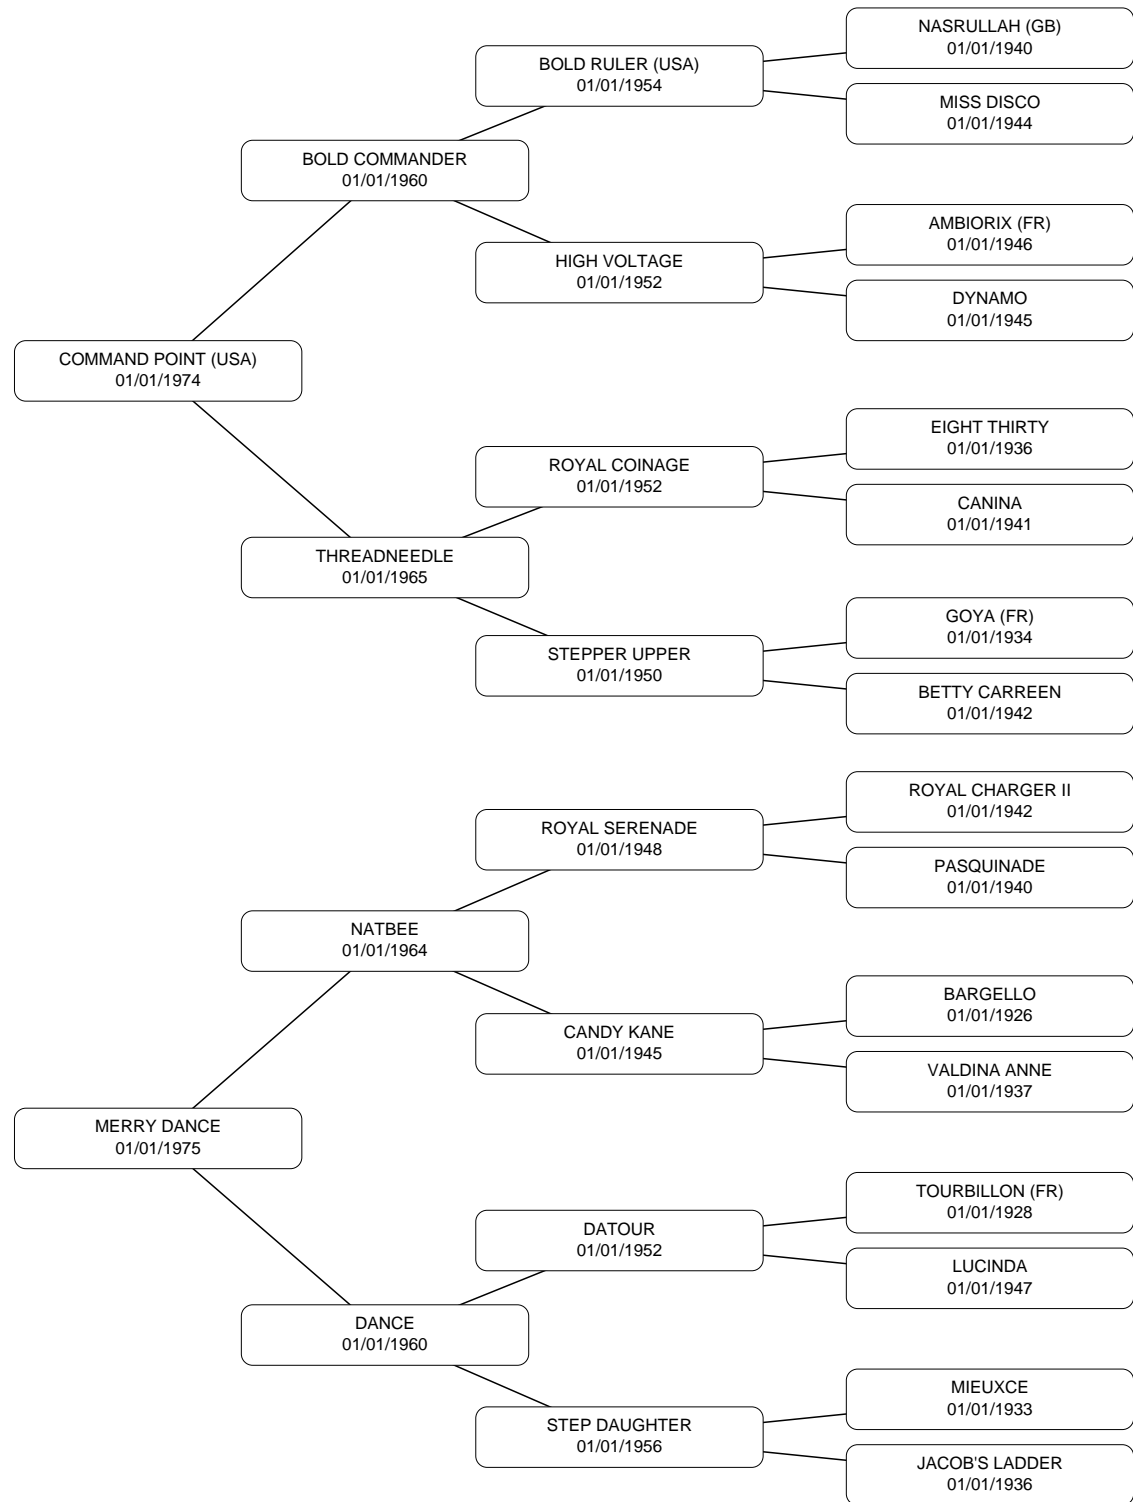 NASRULLAH (GB)
01/01/1940
BOLD RULER (USA)
01/01/1954
MISS DISCO
01/01/1944
BOLD COMMANDER
01/01/1960
AMBIORIX (FR)
01/01/1946
HIGH VOLTAGE
01/01/1952
DYNAMO
01/01/1945
COMMAND POINT (USA)
01/01/1974
EIGHT THIRTY
01/01/1936
ROYAL COINAGE
01/01/1952
CANINA
01/01/1941
THREADNEEDLE
01/01/1965
GOYA (FR)
01/01/1934
STEPPER UPPER
01/01/1950
BETTY CARREEN
01/01/1942
ROYAL CHARGER II
01/01/1942
ROYAL SERENADE
01/01/1948
PASQUINADE
01/01/1940
NATBEE
01/01/1964
BARGELLO
01/01/1926
CANDY KANE
01/01/1945
VALDINA ANNE
01/01/1937
MERRY DANCE
01/01/1975
TOURBILLON (FR)
01/01/1928
DATOUR
01/01/1952
LUCINDA
01/01/1947
DANCE
01/01/1960
MIEUXCE
01/01/1933
STEP DAUGHTER
01/01/1956
JACOB'S LADDER
01/01/1936